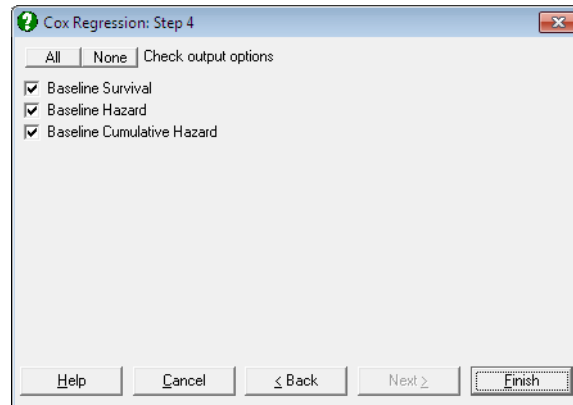 Cox Regression: Step 4
All None Check output options
Baseline Survival
Baseline Hazard
Baseline Cumulative Hazard
Help Cancel < Back Next > Finish